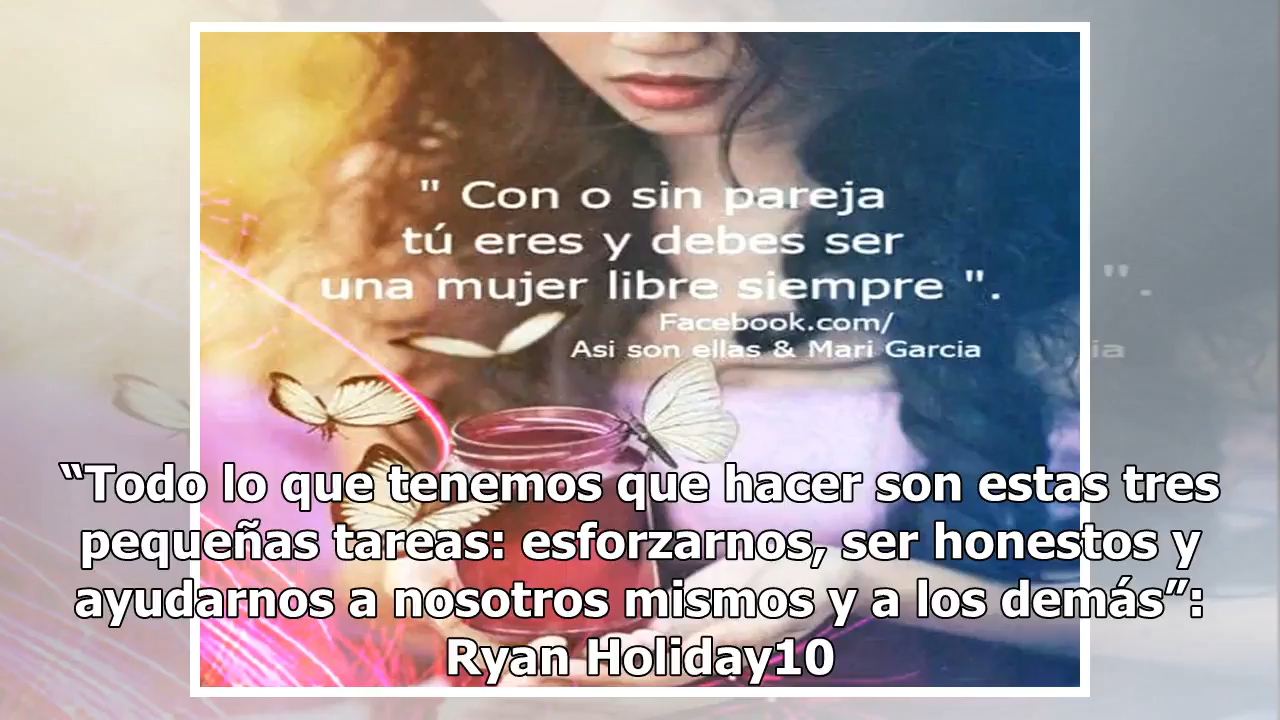 " Con o sin pareja
tú eres y debes ser
una mujer libre siempre ".
Facebook.com/
Asi son ellas & Mari Garcia
".
ia
“Todo lo que tenemos que hacer son estas tres
pequeñas tareas: esforzarnos, ser honestos y
ayudarnos a nosotros mismos y a los demás”:
Ryan Holiday10